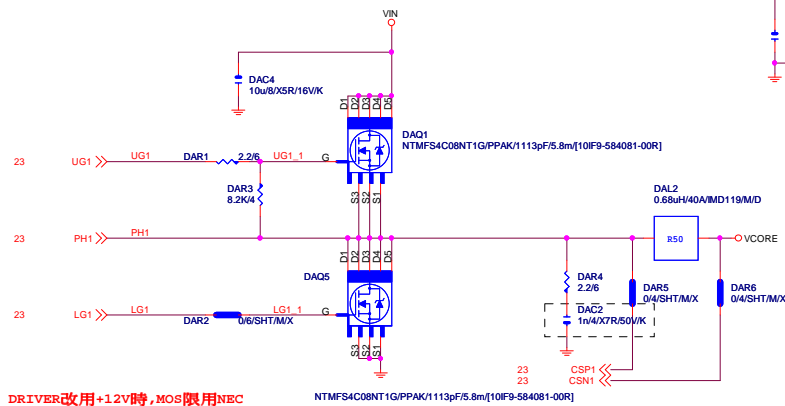 VIN
DAC4
10u/8/X5R/16V/K
D1 D2 D3 D4 D5
DAQ1
NTMFS4C08NT1G/PPAK/1113pF/5.8m/[10IF9-584081-00R]
23 UG1 UG1 DAR1 2.2/6 UG1_1 G
DAR3
8.2K/4
S3 S2 S1
DAL2
0.68uH/40A/IMD119/M/D
23 PH1 PH1 R50 VCORE
D1 D2 D3 D4 D5
DAQ5
DAR4
2.2/6
DAR5
0/4/SHT/M/X
DAR6
0/4/SHT/M/X
23 LG1 LG1 DAR2 0/6/SHT/M/X LG1_1 G
DAC2
1n/4/X7R/50V/K
S3 S2 S1
23 CSP1
23 CSN1
DRIVER改用+12V時,MOS限用NEC
NTMFS4C08NT1G/PPAK/1113pF/5.8m/[10IF9-584081-00R]